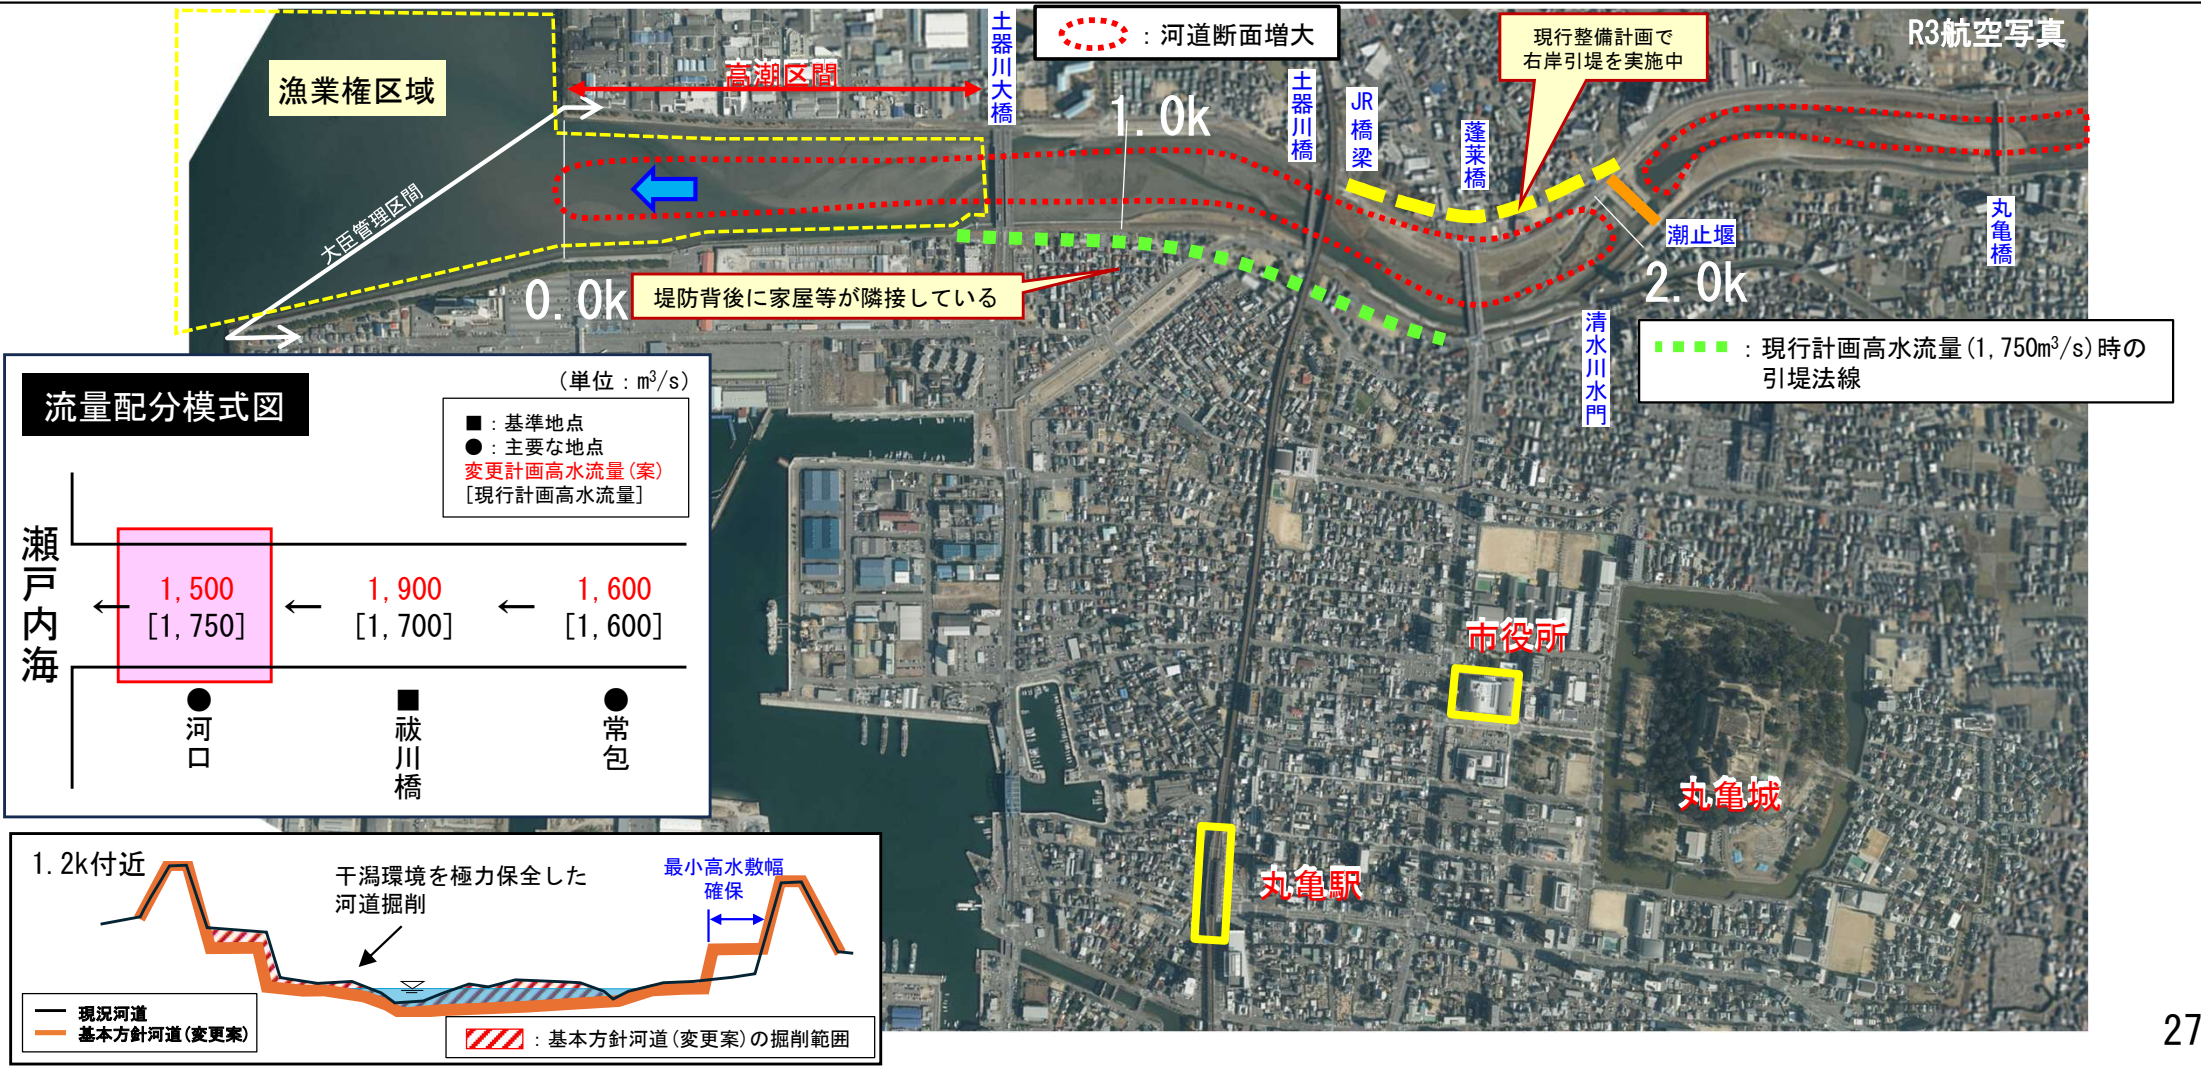 R3航空写真
：河道断面増大
現行整備計画で
右岸引堤を実施中
漁業権区域
高潮区間
土器川大橋
1.0k
土器川橋
JR橋梁
蓬莱橋
大臣管理区間
潮止堰
丸亀橋
0.0k
2.0k
堤防背後に家屋等が隣接している
清水川水門
：現行計画高水流量(1,750m³/s)時の
引堤法線
流量配分模式図
(単位：m³/s)
■：基準地点
●：主要な地点
変更計画高水流量(案)
[現行計画高水流量]
瀬戸内海
← 1,500 ← 1,900 ← 1,600
[1,750] [1,700] [1,600]
● ■ ●
河口
祓川橋
常包
市役所
丸亀城
丸亀駅
1.2k付近
干潟環境を極力保全した
河道掘削
最小高水敷幅
確保
現況河道
基本方針河道(変更案)
：基本方針河道(変更案)の掘削範囲
27